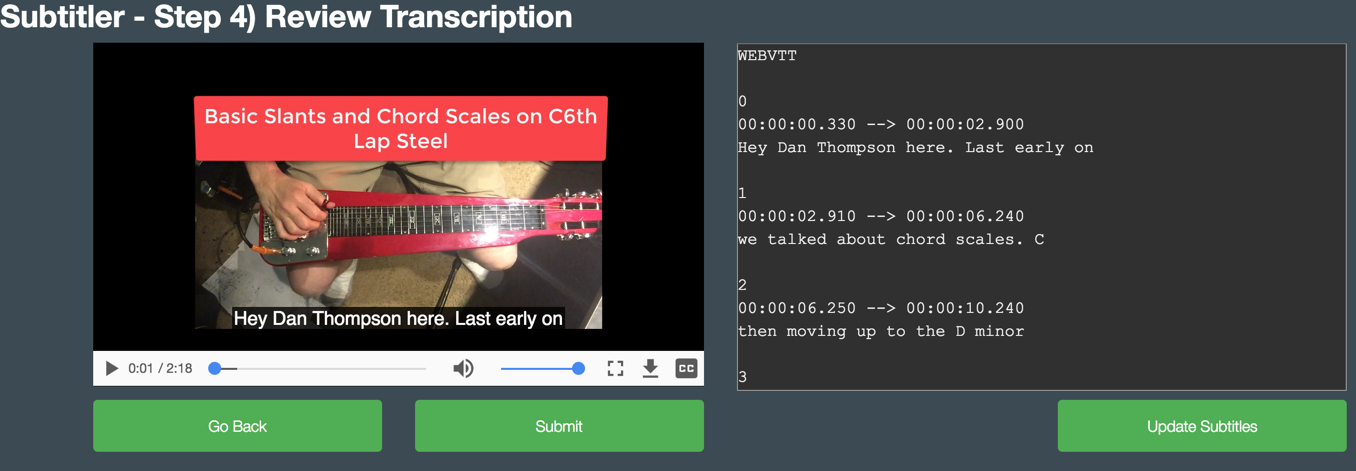 Subtitler - Step 4) Review Transcription
Basic Slants and Chord Scales on C6th
Lap Steel
Hey Dan Thompson here. Last early on
0:01 / 2:18
CC
Go Back
Submit
WEBVTT
0
00:00:00.330 --> 00:00:02.900
Hey Dan Thompson here. Last early on
1
00:00:02.910 --> 00:00:06.240
we talked about chord scales. C
2
00:00:06.250 --> 00:00:10.240
then moving up to the D minor
3
Update Subtitles